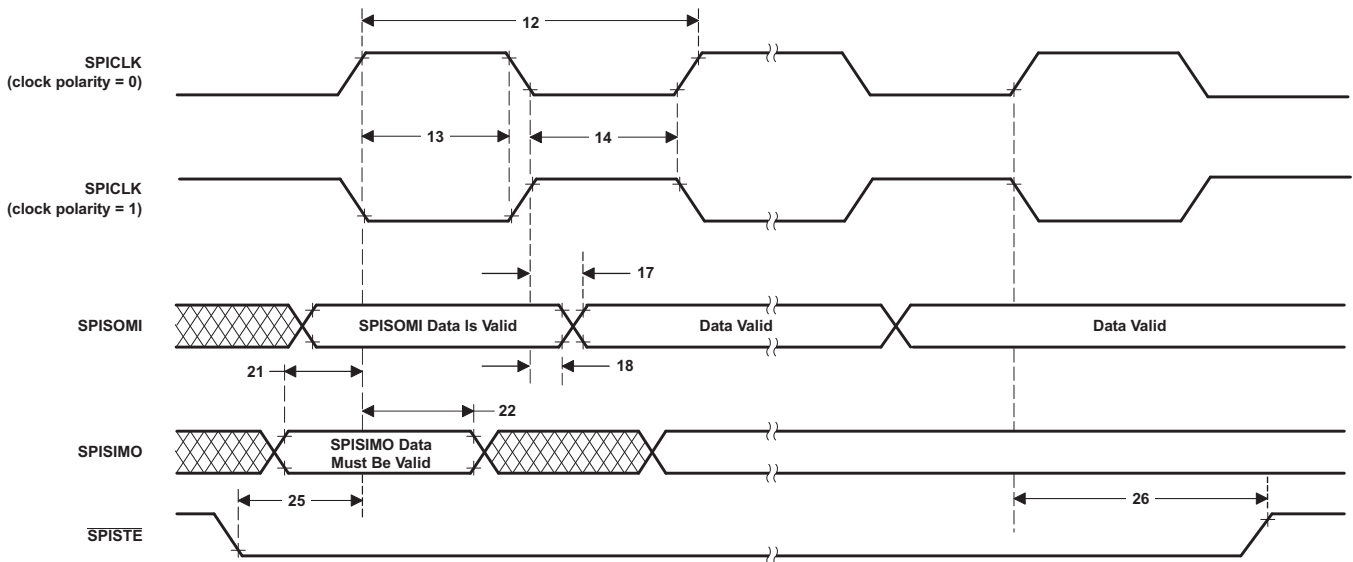 12
SPICLK
(clock polarity = 0)
13
14
SPICLK
(clock polarity = 1)
17
SPISOMI
SPISOMI Data Is Valid
Data Valid
Data Valid
18
21
22
SPISIMO
SPISIMO Data
Must Be Valid
25
26
SPISTE